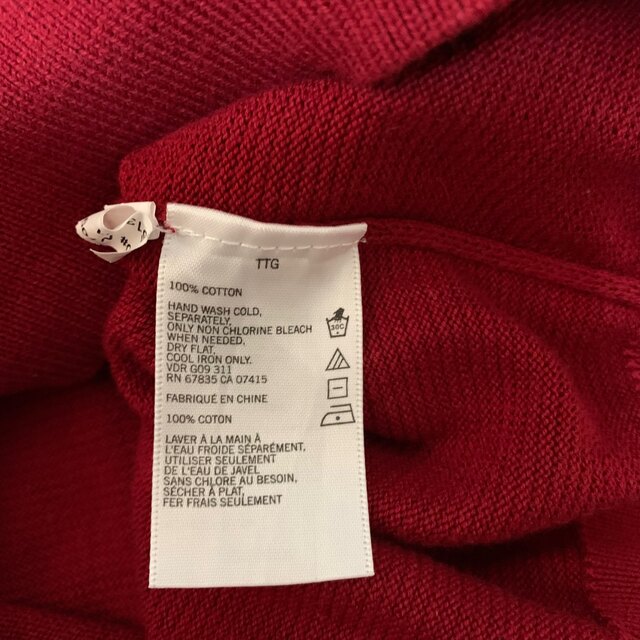 TTG
100% COTTON
HAND WASH COLD,
SEPARATELY,
ONLY NON CHLORINE BLEACH
WHEN NEEDED,
DRY FLAT,
COOL IRON ONLY.
VDR G09 311
RN 67835 CA 07415
FABRIQUÉ EN CHINE
100% COTON
LAVER À LA MAIN À
L'EAU FROIDE SÉPARÉMENT,
UTILISER SEULEMENT
DE L'EAU DE JAVEL
SANS CHLORE AU BESOIN,
SÉCHER À PLAT,
FER FRAIS SEULEMENT
30C